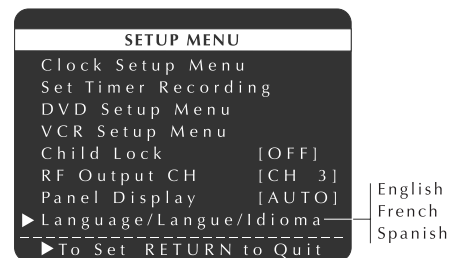 SETUP MENU
Clock Setup Menu
Set Timer Recording
DVD Setup Menu
VCR Setup Menu
Child Lock [OFF]
RF Output CH [CH 3]
Panel Display [AUTO]
▶ Language/Langue/Idioma
▶To Set RETURN to Quit
English
French
Spanish